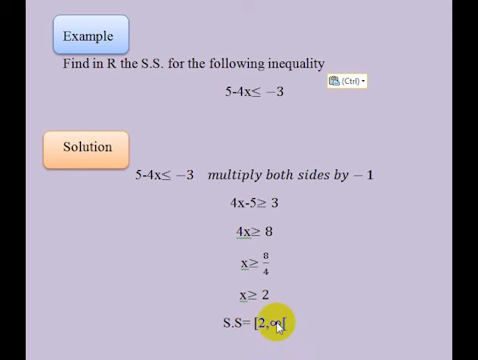 Example
Find in R the S.S. for the following inequality
(Ctrl)
5-4x≤ −3
Solution
5-4x≤ −3 multiply both sides by − 1
4x-5≥ 3
4x≥ 8
x≥ 8/4
x≥ 2
S.S= [2,∞[